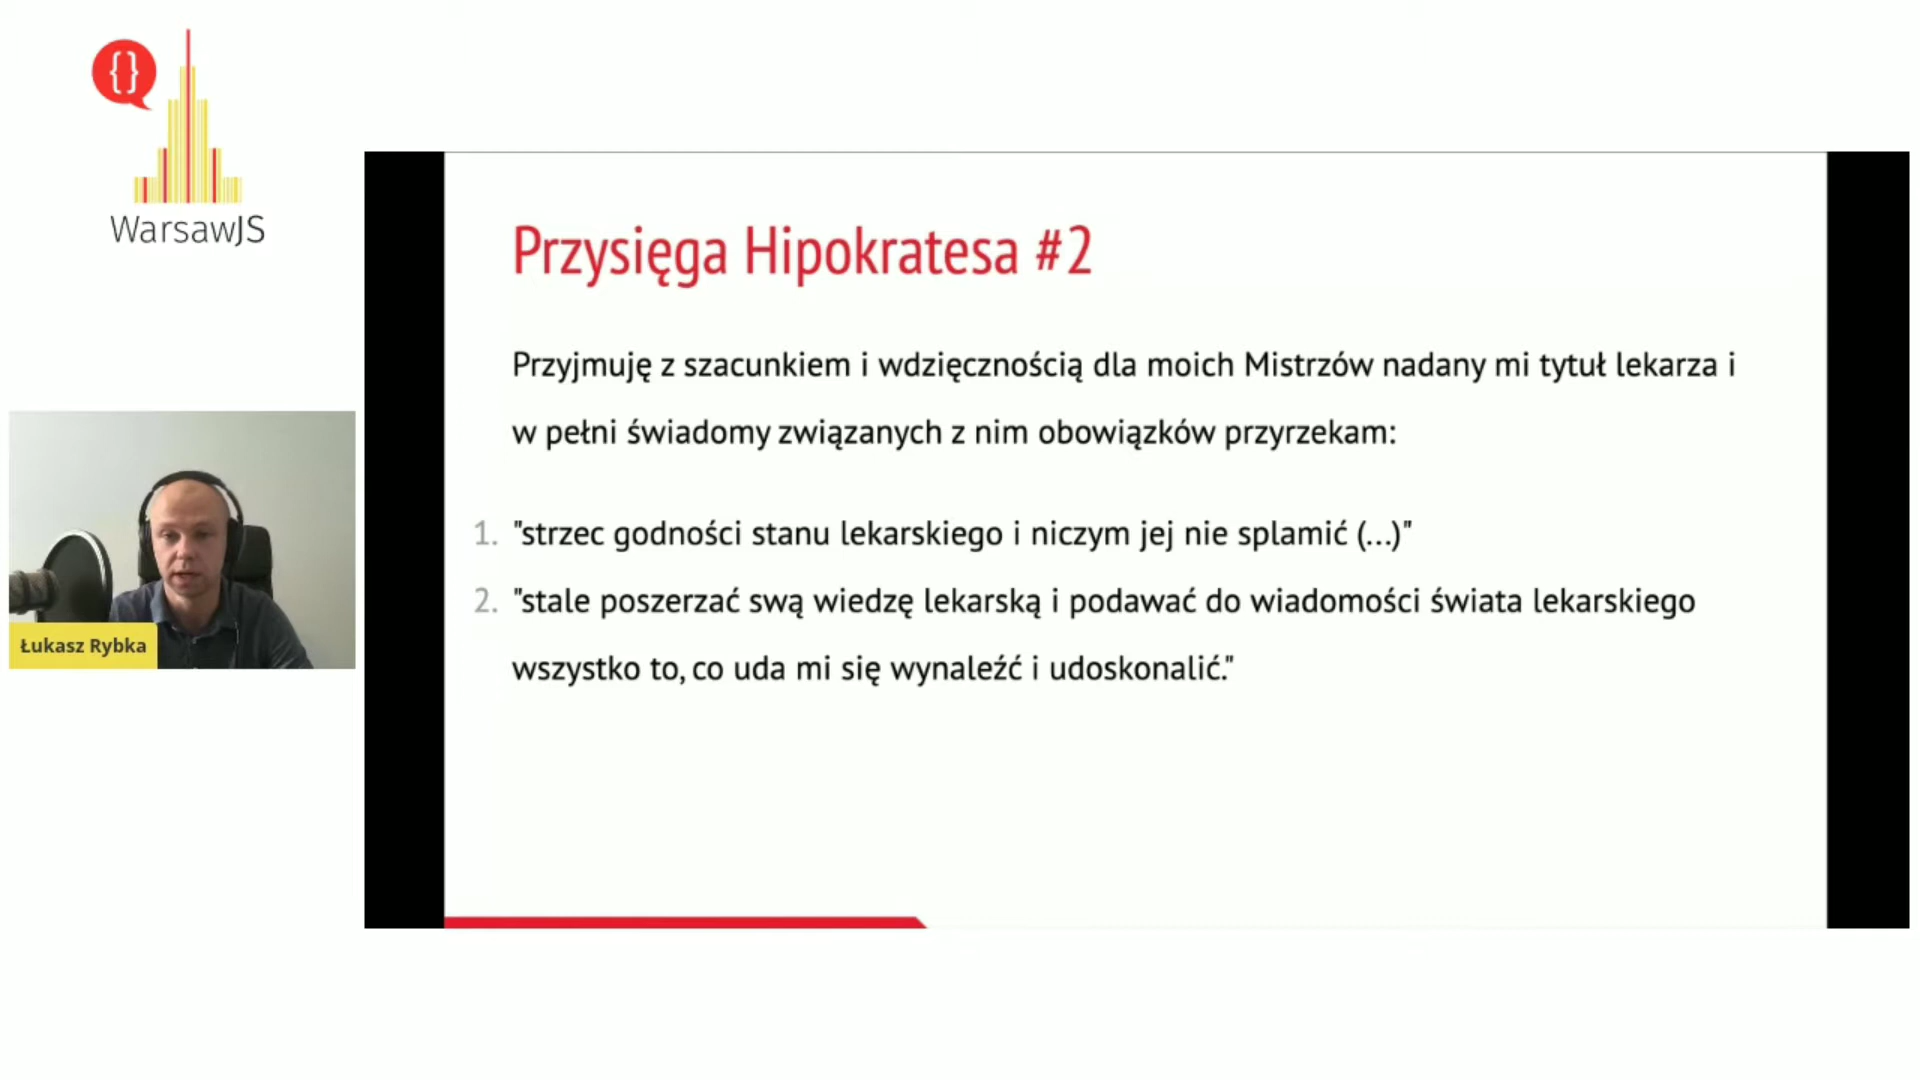 {}
WarsawJS
Przysięga Hipokratesa #2
Przyjmuję z szacunkiem i wdzięcznością dla moich Mistrzów nadany mi tytuł lekarza i
w pełni świadomy związanych z nim obowiązków przyrzekam:
1. "strzec godności stanu lekarskiego i niczym jej nie splamić (...)"
2. "stale poszerzać swą wiedzę lekarską i podawać do wiadomości świata lekarskiego
wszystko to, co uda mi się wynaleźć i udoskonalić."
Łukasz Rybka